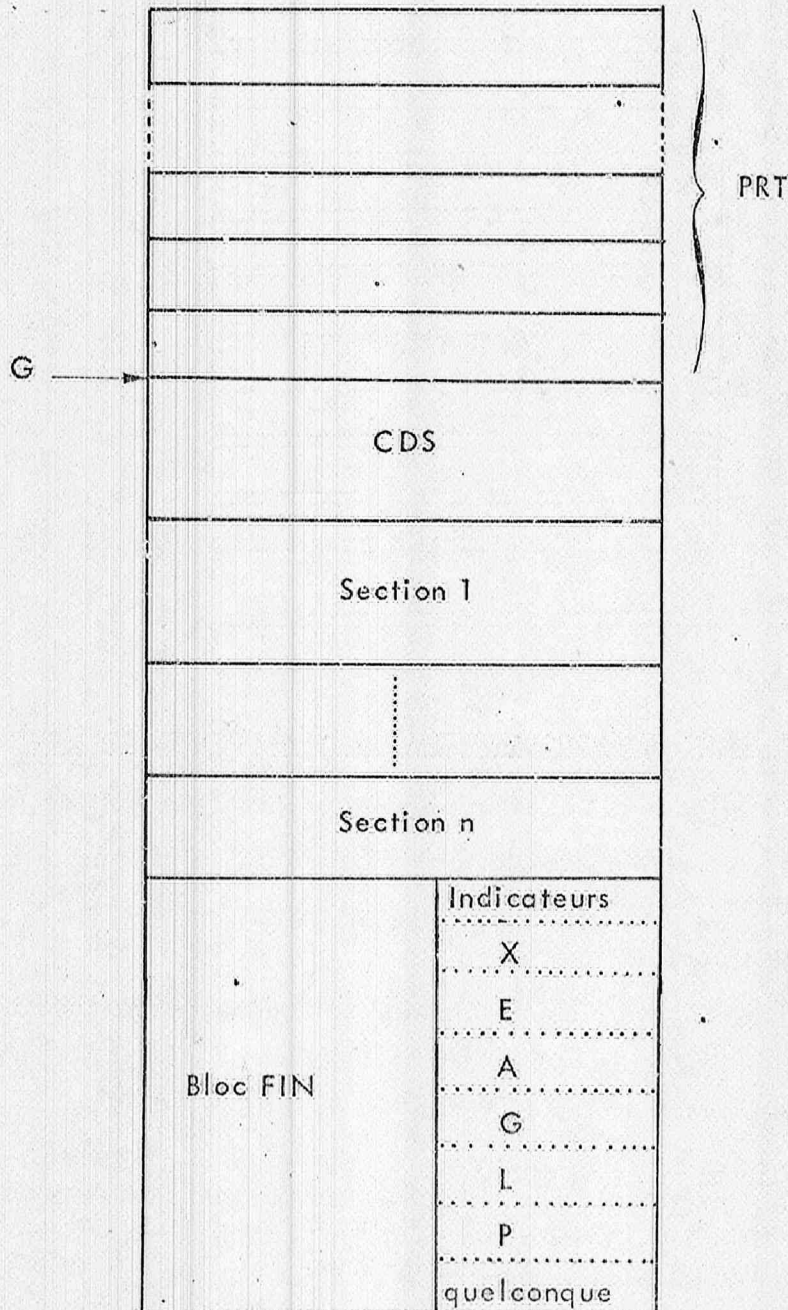 PRT
G
CDS
Section 1
Section n
Bloc FIN
Indicateurs
X
E
A
G
L
P
quelconque